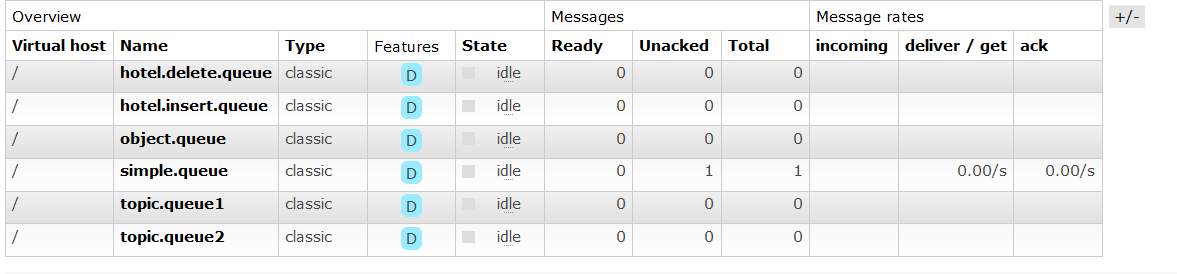 Overview Messages Message rates +/-
Virtual host Name Type Features State Ready Unacked Total incoming deliver / get ack
/ hotel.delete.queue classic D idle 0 0 0
/ hotel.insert.queue classic D idle 0 0 0
/ object.queue classic D idle 0 0 0
/ simple.queue classic D idle 0 1 1 0.00/s 0.00/s
/ topic.queue1 classic D idle 0 0 0
/ topic.queue2 classic D idle 0 0 0